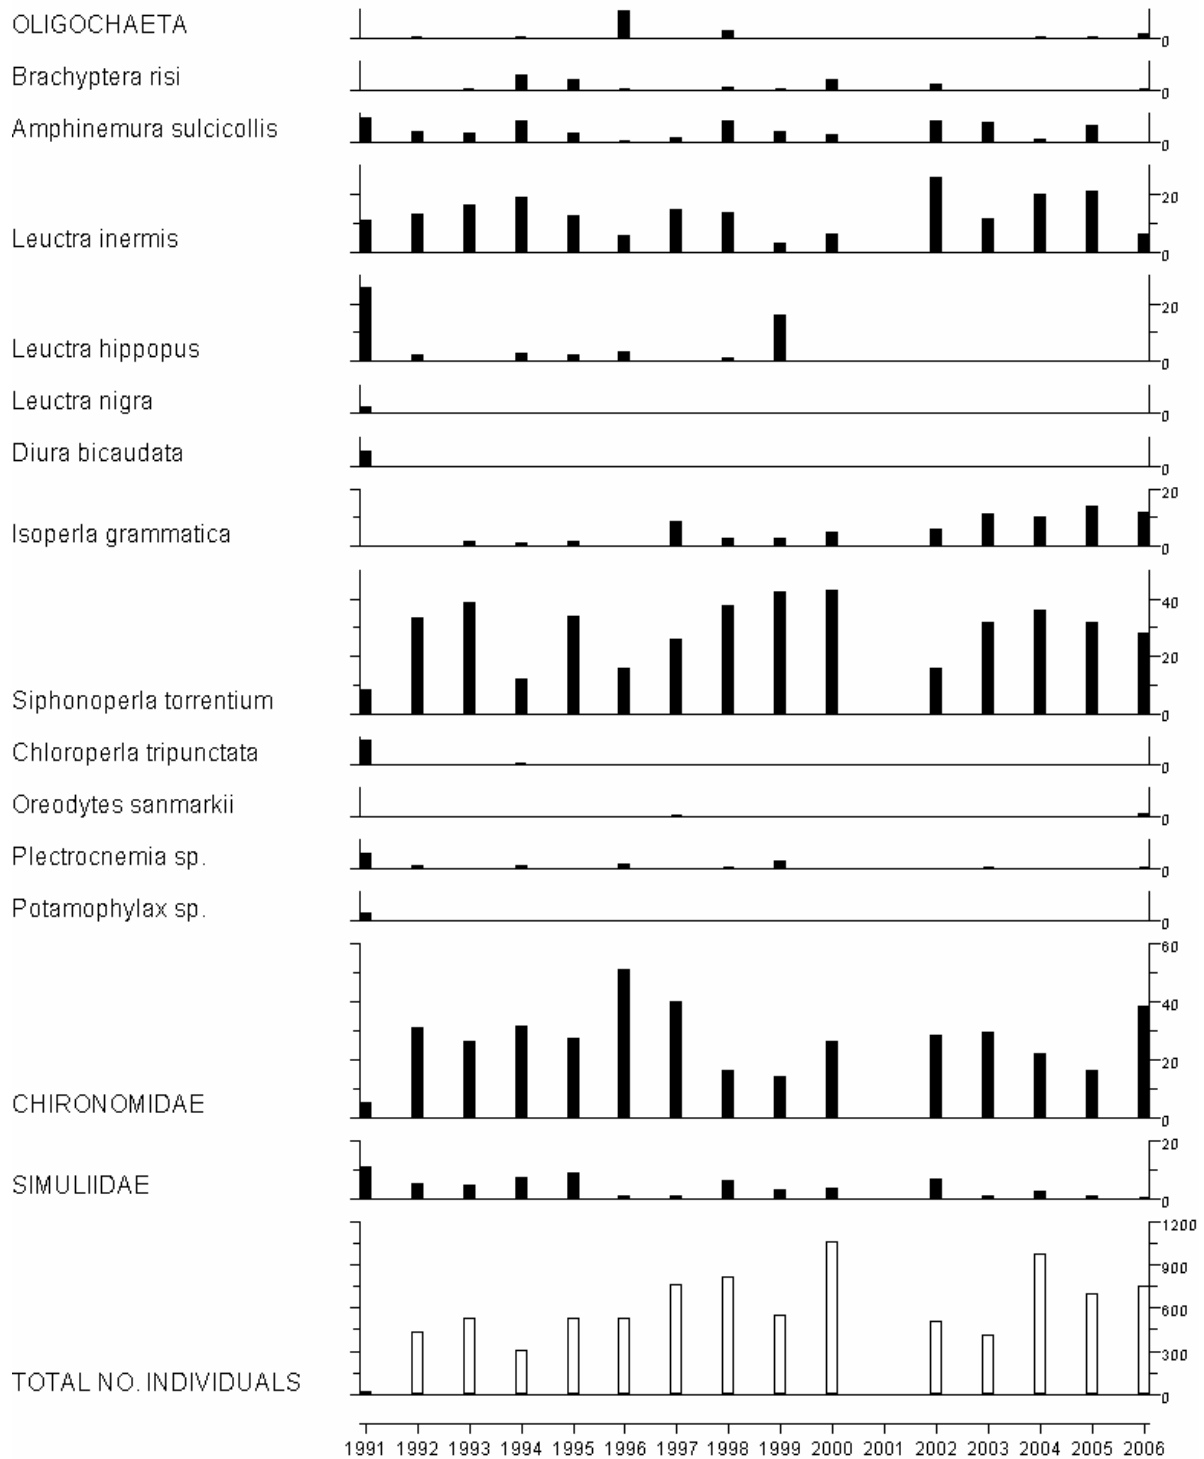 OLIGOCHAETA
0
Brachyptera risi
0
Amphinemura sulcicollis
0
20
Leuctra inermis
0
20
Leuctra hippopus
0
Leuctra nigra
0
Diura bicaudata
0
20
Isoperla grammatica
0
40
20
Siphonoperla torrentium
0
Chloroperla tripunctata
0
Oreodytes sanmarkii
0
Plectrocnemia sp.
0
Potamophylax sp.
0
60
40
20
CHIRONOMIDAE
0
20
SIMULIIDAE
0
1200
900
600
300
TOTAL NO. INDIVIDUALS
0
1991 1992 1993 1994 1995 1996 1997 1998 1999 2000 2001 2002 2003 2004 2005 2006